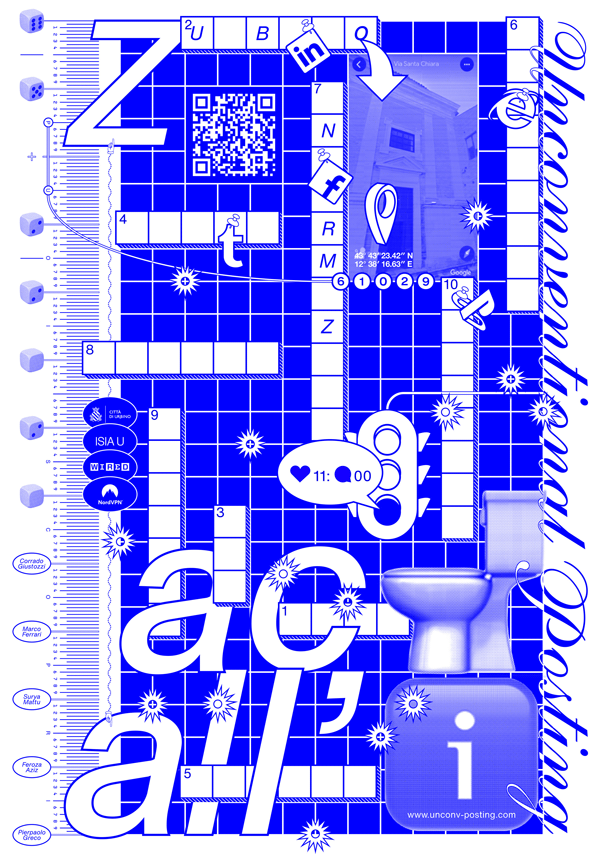 Z
2
U B Q
6
in
Via Santa Chiara
7
N
f
R
M
Z
4
t
43° 43' 23.42'' N
12° 38' 16.63'' E
Google
6 1 0 2 9
10
8
9
CITTÀ
DI URBINO
ISIA U
WIRED
NordVPN
11: 00
3
1
5
ac'
all'
Corrado
Giustozzi
Marco
Ferrari
Surya
Mattu
Feroza
Aziz
Pierpaolo
Greco
i
www.unconv-posting.com
Unconventional Posting